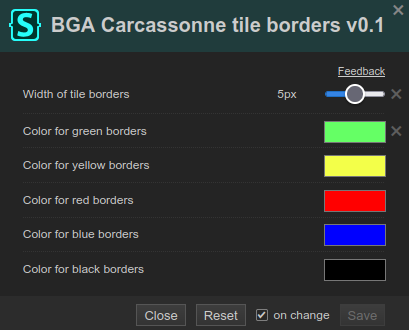 S BGA Carcassonne tile borders v0.1
Feedback
Width of tile borders 5px
Color for green borders
Color for yellow borders
Color for red borders
Color for blue borders
Color for black borders
Close Reset on change Save